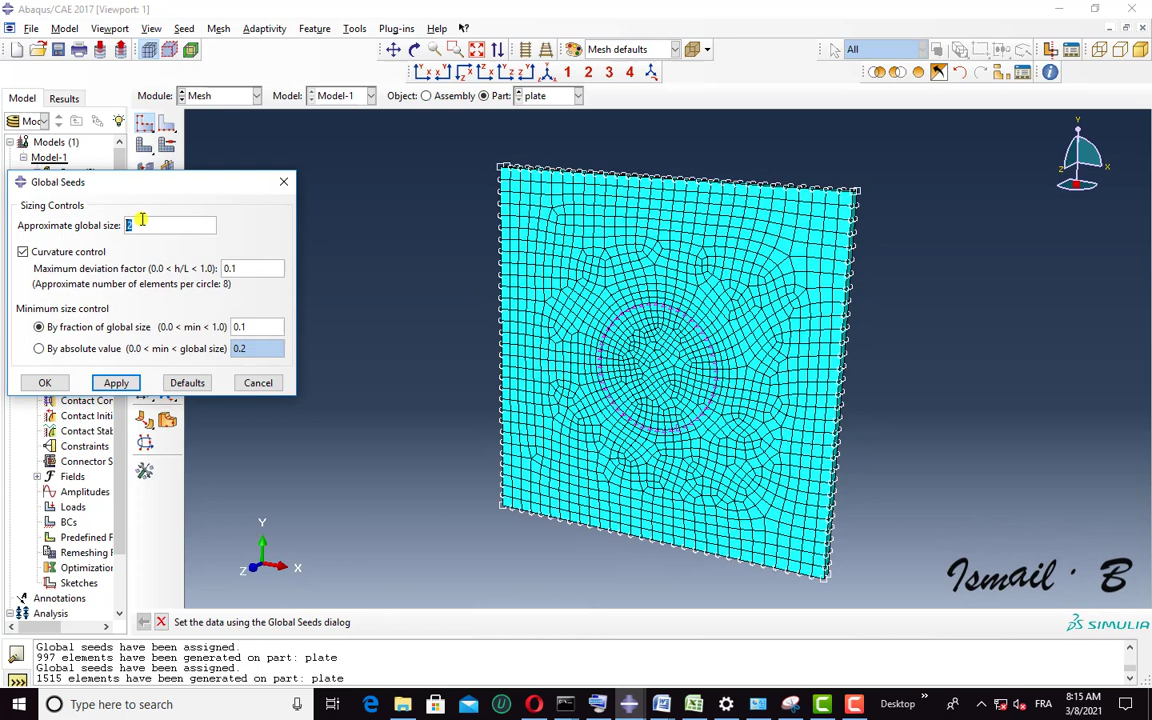 Abaqus/CAE 2017 [Viewport: 1]
File Model Viewport View Seed Mesh Adaptivity Feature Tools Plug-ins Help
Mesh defaults
All
1 2 3 4
Model Results
Module: Mesh Model: Model-1 Object: Assembly Part: plate
Models (1)
Model-1
Global Seeds
Sizing Controls
Approximate global size: 2
Curvature control
Maximum deviation factor (0.0 < h/L < 1.0): 0.1
(Approximate number of elements per circle: 8)
Minimum size control
By fraction of global size (0.0 < min < 1.0) 0.1
By absolute value (0.0 < min < global size) 0.2
OK Apply Defaults Cancel
Contact Cor
Contact Initi
Contact Stab
Constraints
Connector S
Fields
Amplitudes
Loads
BCs
Predefined F
Remeshing F
Optimization
Sketches
Annotations
Analysis
Y
Z
X
Y
Z
X
Ismail · B
SIMULIA
Set the data using the Global Seeds dialog
Global seeds have been assigned.
997 elements have been generated on part: plate
Global seeds have been assigned.
1515 elements have been generated on part: plate
Type here to search
Desktop
FRA
8:15 AM
3/8/2021